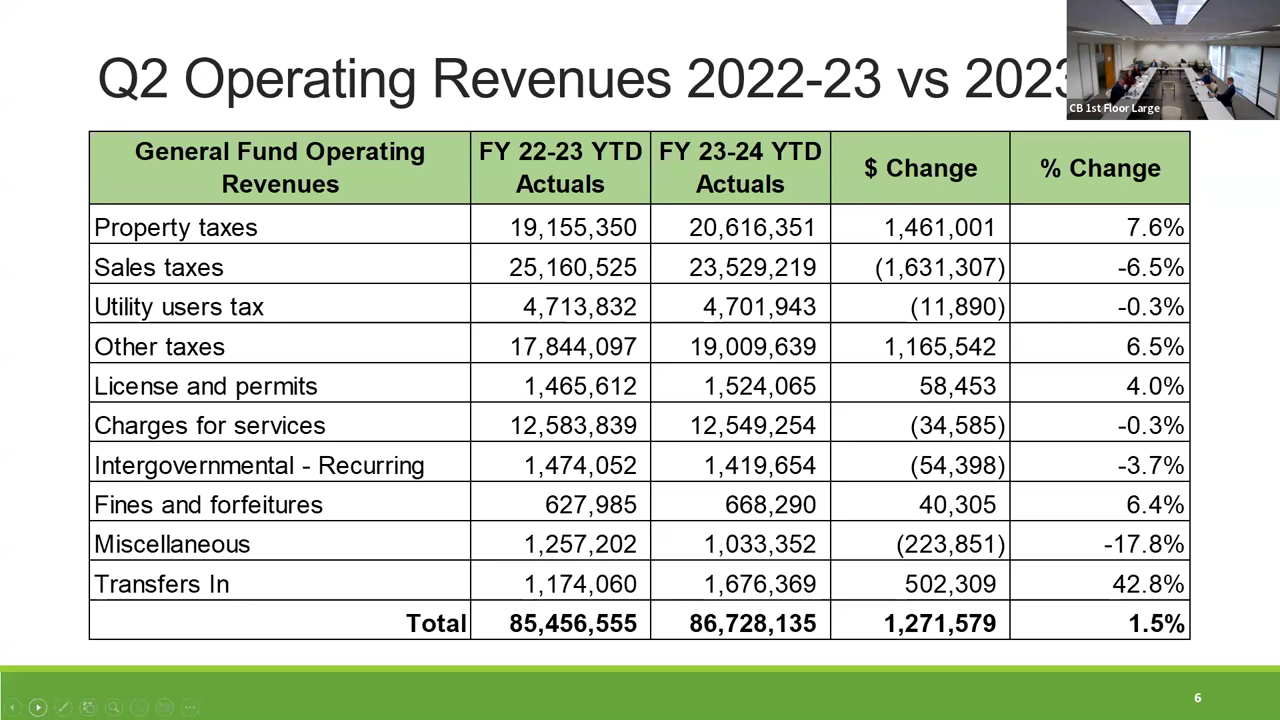 Q2 Operating Revenues 2022-23 vs 2023
CB 1st Floor Large
General Fund Operating Revenues FY 22-23 YTD Actuals FY 23-24 YTD Actuals $ Change % Change
Property taxes 19,155,350 20,616,351 1,461,001 7.6%
Sales taxes 25,160,525 23,529,219 (1,631,307) -6.5%
Utility users tax 4,713,832 4,701,943 (11,890) -0.3%
Other taxes 17,844,097 19,009,639 1,165,542 6.5%
License and permits 1,465,612 1,524,065 58,453 4.0%
Charges for services 12,583,839 12,549,254 (34,585) -0.3%
Intergovernmental - Recurring 1,474,052 1,419,654 (54,398) -3.7%
Fines and forfeitures 627,985 668,290 40,305 6.4%
Miscellaneous 1,257,202 1,033,352 (223,851) -17.8%
Transfers In 1,174,060 1,676,369 502,309 42.8%
Total 85,456,555 86,728,135 1,271,579 1.5%
6